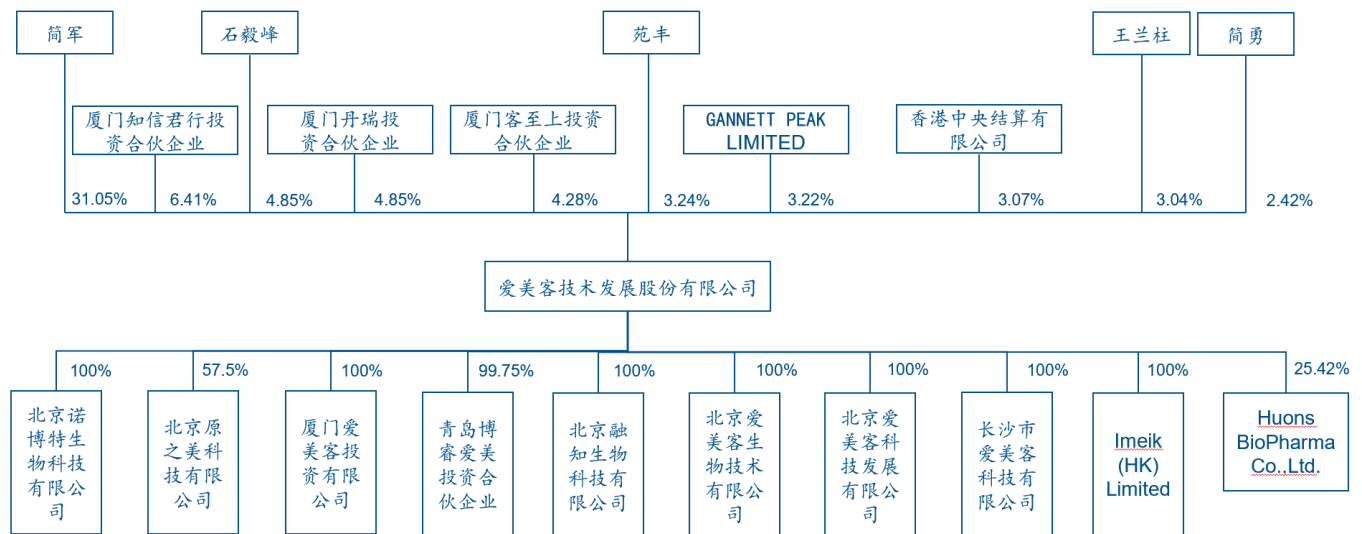 简军
石毅峰
苑丰
王兰柱
简勇
厦门知信君行投
资合伙企业
厦门丹瑞投
资合伙企业
厦门客至上投资
合伙企业
GANNETT PEAK
LIMITED
香港中央结算有
限公司
31.05%
6.41%
4.85%
4.85%
4.28%
3.24%
3.22%
3.07%
3.04%
2.42%
爱美客技术发展股份有限公司
100%
57.5%
100%
99.75%
100%
100%
100%
100%
100%
25.42%
北京诺
博特生
物科技
有限公
司
北京原
之美科
技有限
公司
厦门爱
美客投
资有限
公司
青岛博
睿爱美
投资合
伙企业
北京融
知生物
科技有
限公司
北京爱
美客生
物技术
有限公
司
北京爱
美客科
技发展
有限公
司
长沙市
爱美客
科技有
限公司
Imeik
(HK)
Limited
Huons
BioPharma
Co.,Ltd.